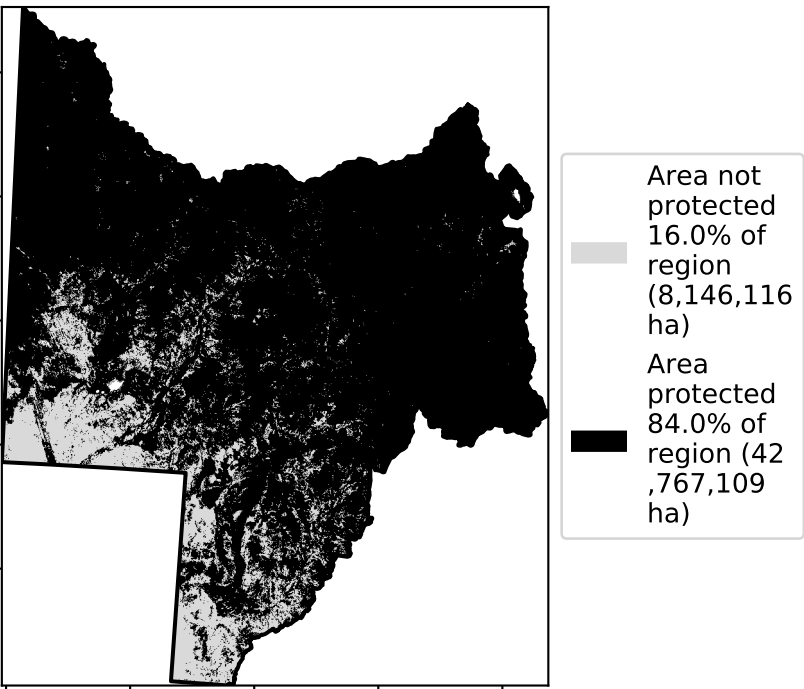 Area not
protected
16.0% of
region
(8,146,116
ha)
Area
protected
84.0% of
region (42
,767,109
ha)